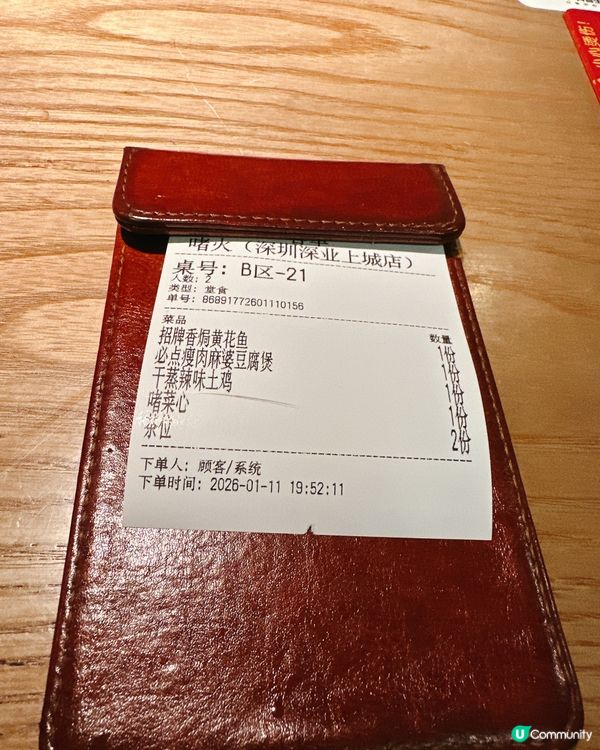 啫火（深圳深业上城店）
桌号：B区-21
人数：2
类型：堂食
单号：86891772601110156
菜品 数量
招牌香焗黄花鱼 1份
必点瘦肉麻婆豆腐煲 1份
干蒸辣味土鸡 1份
啫菜心 1份
茶位 2份
下单人：顾客/系统
下单时间：2026-01-11 19:52:11
U Community